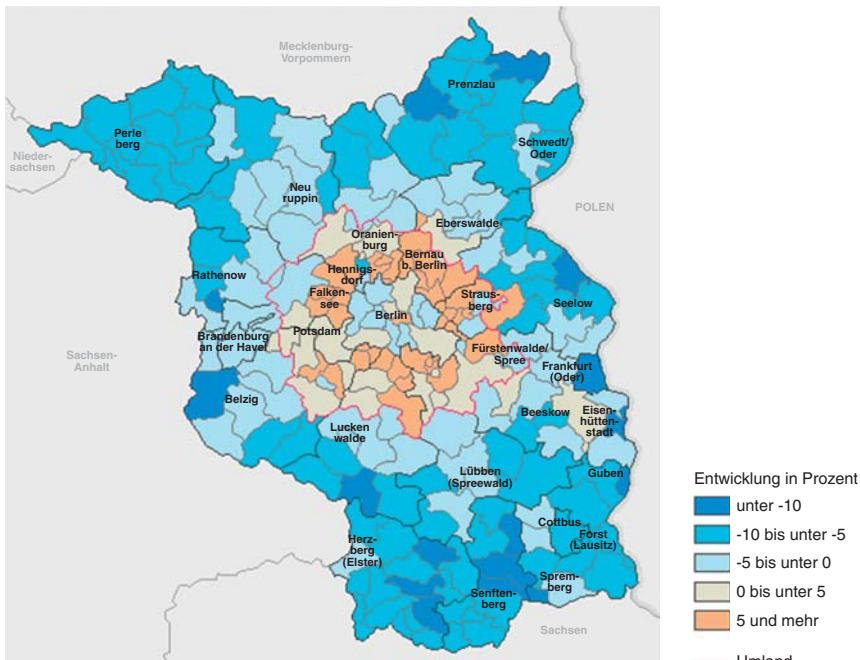 Mecklenburg-
Vorpommern
Prenzlau
Perle
berg
Schwedt/
Oder
Nieder-
sachsen
Neu
ruppin
POLEN
Eberswalde
Oranien-
burg
Bernau
b. Berlin
Rathenow
Hennigs-
dorf
Falken-
see
Straus-
berg
Seelow
Berlin
Potsdam
Brandenburg
an der Havel
Sachsen-
Anhalt
Fürstenwalde/
Spree
Frankfurt
(Oder)
Belzig
Beeskow
Eisen-
hütten-
stadt
Lucken
walde
Lübben
(Spreewald)
Guben
Cottbus
Forst
(Lausitz)
Herz-
berg
(Elster)
Sprem-
berg
Senften-
berg
Sachsen
Entwicklung in Prozent
unter -10
-10 bis unter -5
-5 bis unter 0
0 bis unter 5
5 und mehr
Umland